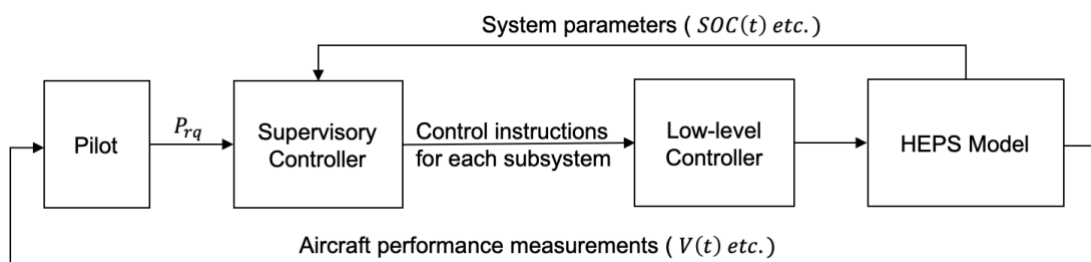 System parameters ( SOC(t) etc.)
Pilot
P_rq
Supervisory
Controller
Control instructions
for each subsystem
Low-level
Controller
HEPS Model
Aircraft performance measurements ( V(t) etc.)